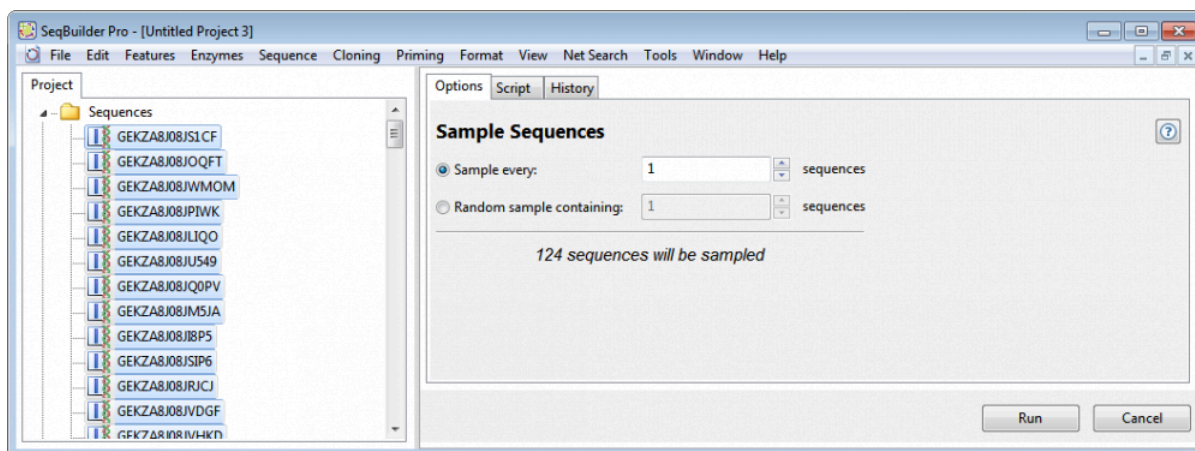 SeqBuilder Pro - [Untitled Project 3]
File Edit Features Enzymes Sequence Cloning Priming Format View Net Search Tools Window Help
Project
Sequences
GEKZA8J08JS1CF
GEKZA8J08JOQFT
GEKZA8J08JWMOM
GEKZA8J08JPIWK
GEKZA8J08JLIQO
GEKZA8J08JU549
GEKZA8J08JQ0PV
GEKZA8J08JM5JA
GEKZA8J08JI8P5
GEKZA8J08JSIP6
GEKZA8J08JRJCJ
GEKZA8J08JVDGF
GEKZA8J08JVHKD
Options Script History
Sample Sequences
Sample every: 1 sequences
Random sample containing: 1 sequences
124 sequences will be sampled
Run Cancel